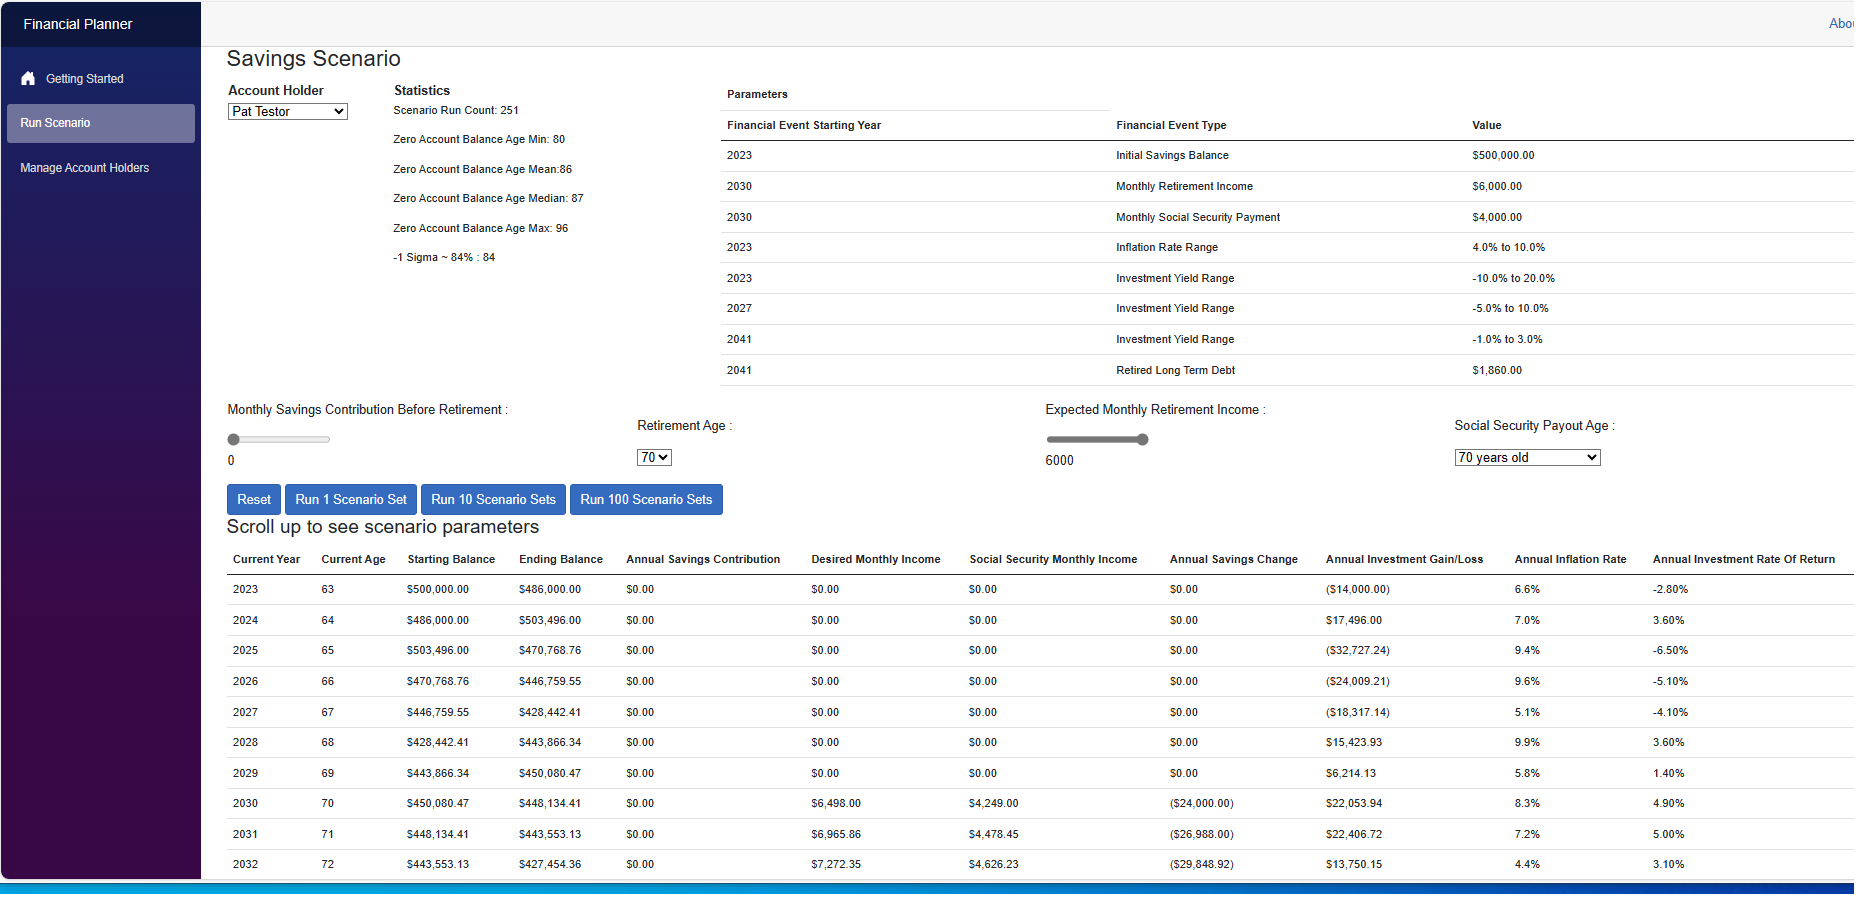 Financial Planner
Abou
Getting Started
Run Scenario
Manage Account Holders
Savings Scenario
Account Holder
Pat Testor
Statistics
Scenario Run Count: 251
Zero Account Balance Age Min: 80
Zero Account Balance Age Mean:86
Zero Account Balance Age Median: 87
Zero Account Balance Age Max: 96
-1 Sigma ~ 84% : 84
Parameters
Financial Event Starting Year Financial Event Type Value
2023 Initial Savings Balance $500,000.00
2030 Monthly Retirement Income $6,000.00
2030 Monthly Social Security Payment $4,000.00
2023 Inflation Rate Range 4.0% to 10.0%
2023 Investment Yield Range -10.0% to 20.0%
2027 Investment Yield Range -5.0% to 10.0%
2041 Investment Yield Range -1.0% to 3.0%
2041 Retired Long Term Debt $1,860.00
Monthly Savings Contribution Before Retirement :
0
Retirement Age :
70
Expected Monthly Retirement Income :
6000
Social Security Payout Age :
70 years old
Reset Run 1 Scenario Set Run 10 Scenario Sets Run 100 Scenario Sets
Scroll up to see scenario parameters
Current Year Current Age Starting Balance Ending Balance Annual Savings Contribution Desired Monthly Income Social Security Monthly Income Annual Savings Change Annual Investment Gain/Loss Annual Inflation Rate Annual Investment Rate Of Return
2023 63 $500,000.00 $486,000.00 $0.00 $0.00 $0.00 $0.00 ($14,000.00) 6.6% -2.80%
2024 64 $486,000.00 $503,496.00 $0.00 $0.00 $0.00 $0.00 $17,496.00 7.0% 3.60%
2025 65 $503,496.00 $470,768.76 $0.00 $0.00 $0.00 $0.00 ($32,727.24) 9.4% -6.50%
2026 66 $470,768.76 $446,759.55 $0.00 $0.00 $0.00 $0.00 ($24,009.21) 9.6% -5.10%
2027 67 $446,759.55 $428,442.41 $0.00 $0.00 $0.00 $0.00 ($18,317.14) 5.1% -4.10%
2028 68 $428,442.41 $443,866.34 $0.00 $0.00 $0.00 $0.00 $15,423.93 9.9% 3.60%
2029 69 $443,866.34 $450,080.47 $0.00 $0.00 $0.00 $0.00 $6,214.13 5.8% 1.40%
2030 70 $450,080.47 $448,134.41 $0.00 $6,498.00 $4,249.00 ($24,000.00) $22,053.94 8.3% 4.90%
2031 71 $448,134.41 $443,553.13 $0.00 $6,965.86 $4,478.45 ($26,988.00) $22,406.72 7.2% 5.00%
2032 72 $443,553.13 $427,454.36 $0.00 $7,272.35 $4,626.23 ($29,848.92) $13,750.15 4.4% 3.10%